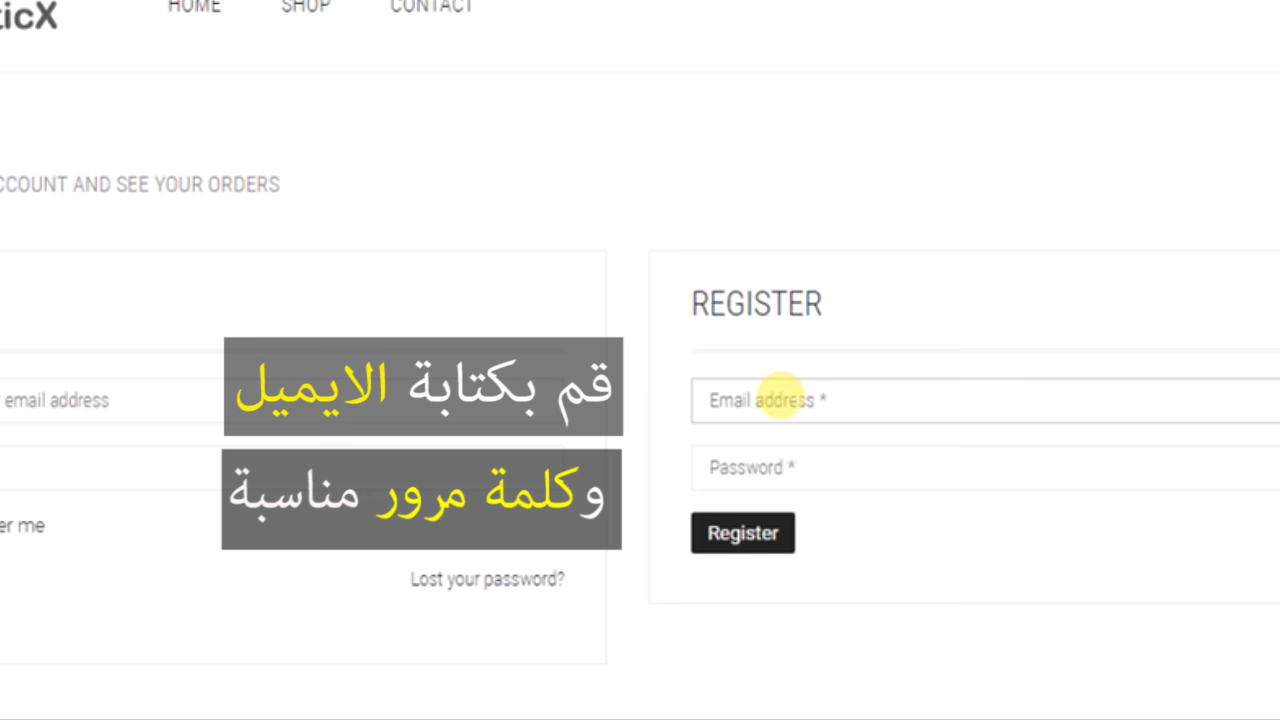 ticX
HOME SHOP CONTACT
CCOUNT AND SEE YOUR ORDERS
REGISTER
قم بكتابة الايميل
email address
Email address *
وكلمة مرور مناسبة
Password *
er me
Register
Lost your password?